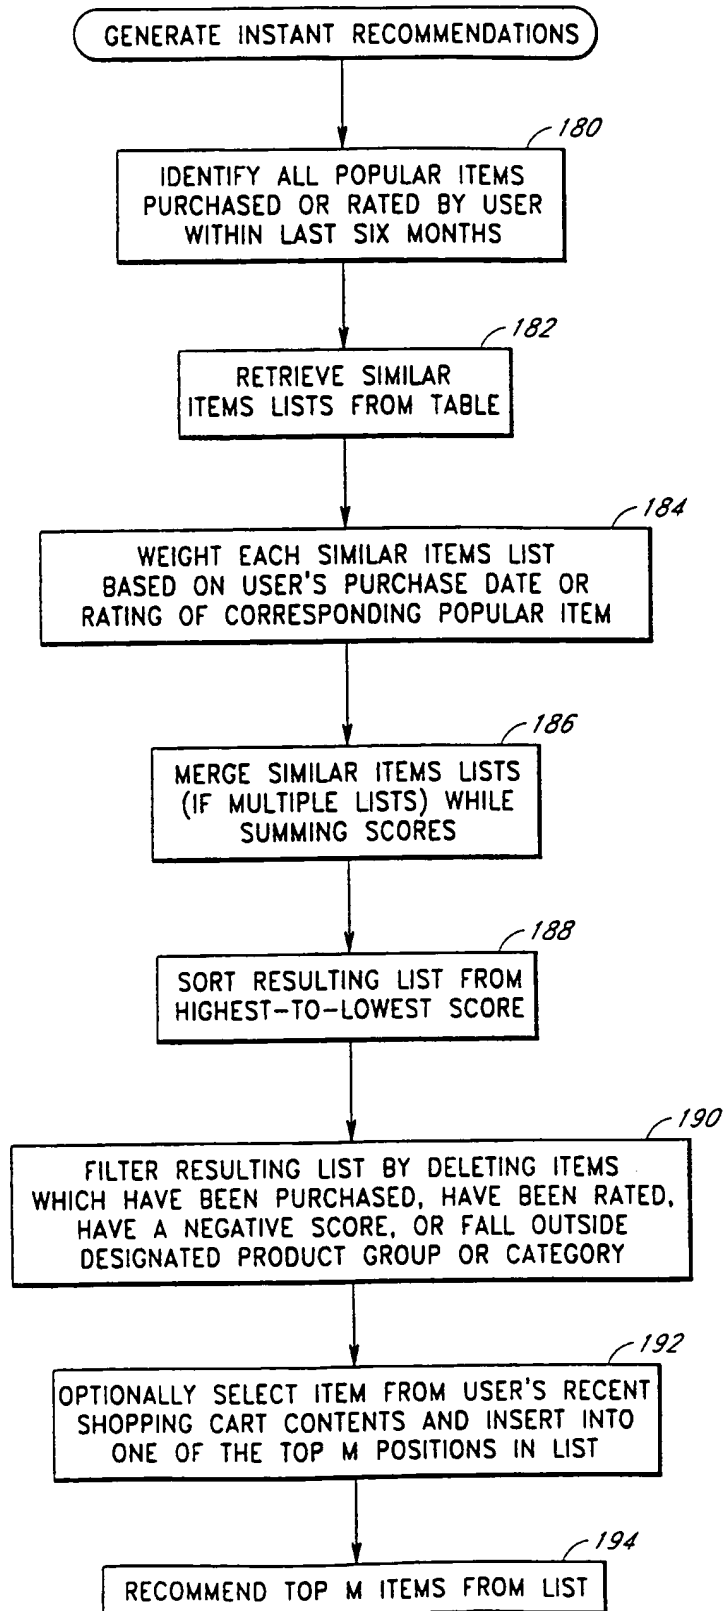 GENERATE INSTANT RECOMMENDATIONS
180
IDENTIFY ALL POPULAR ITEMS
PURCHASED OR RATED BY USER
WITHIN LAST SIX MONTHS
182
RETRIEVE SIMILAR
ITEMS LISTS FROM TABLE
184
WEIGHT EACH SIMILAR ITEMS LIST
BASED ON USER'S PURCHASE DATE OR
RATING OF CORRESPONDING POPULAR ITEM
186
MERGE SIMILAR ITEMS LISTS
(IF MULTIPLE LISTS) WHILE
SUMMING SCORES
188
SORT RESULTING LIST FROM
HIGHEST-TO-LOWEST SCORE
190
FILTER RESULTING LIST BY DELETING ITEMS
WHICH HAVE BEEN PURCHASED, HAVE BEEN RATED,
HAVE A NEGATIVE SCORE, OR FALL OUTSIDE
DESIGNATED PRODUCT GROUP OR CATEGORY
192
OPTIONALLY SELECT ITEM FROM USER'S RECENT
SHOPPING CART CONTENTS AND INSERT INTO
ONE OF THE TOP M POSITIONS IN LIST
194
RECOMMEND TOP M ITEMS FROM LIST